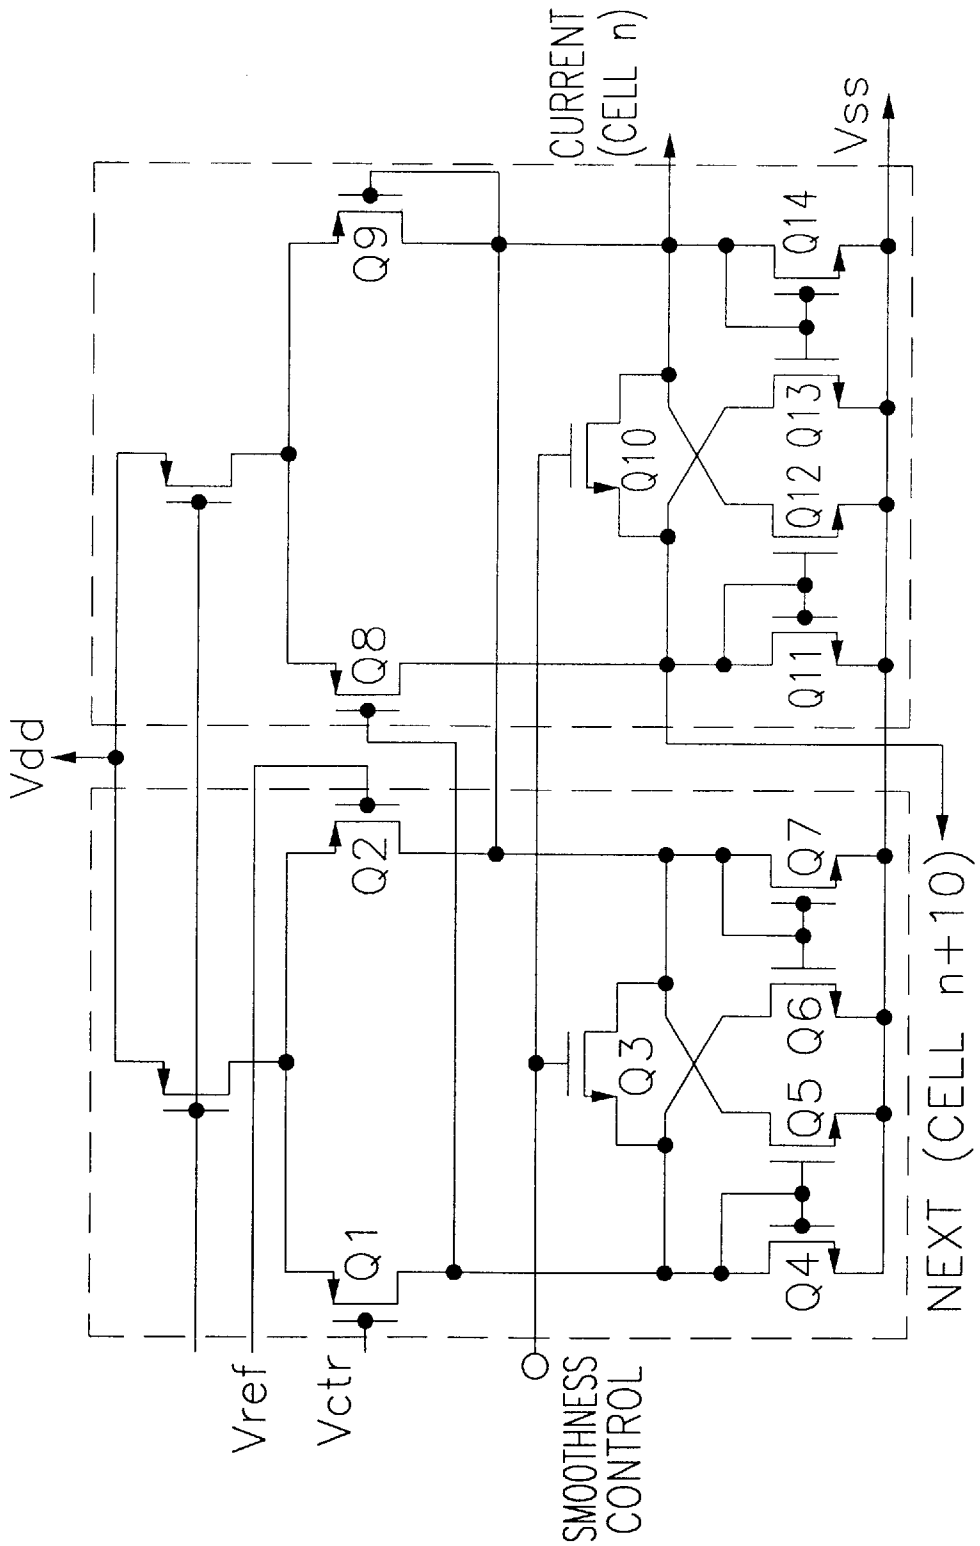 Vdd
Vref
Vctr
SMOOTHNESS
CONTROL
Q1
Q2
Q3
Q4
Q5
Q6
Q7
Q8
Q9
Q10
Q11
Q12
Q13
Q14
CURRENT
(CELL n)
Vss
NEXT (CELL n+10)